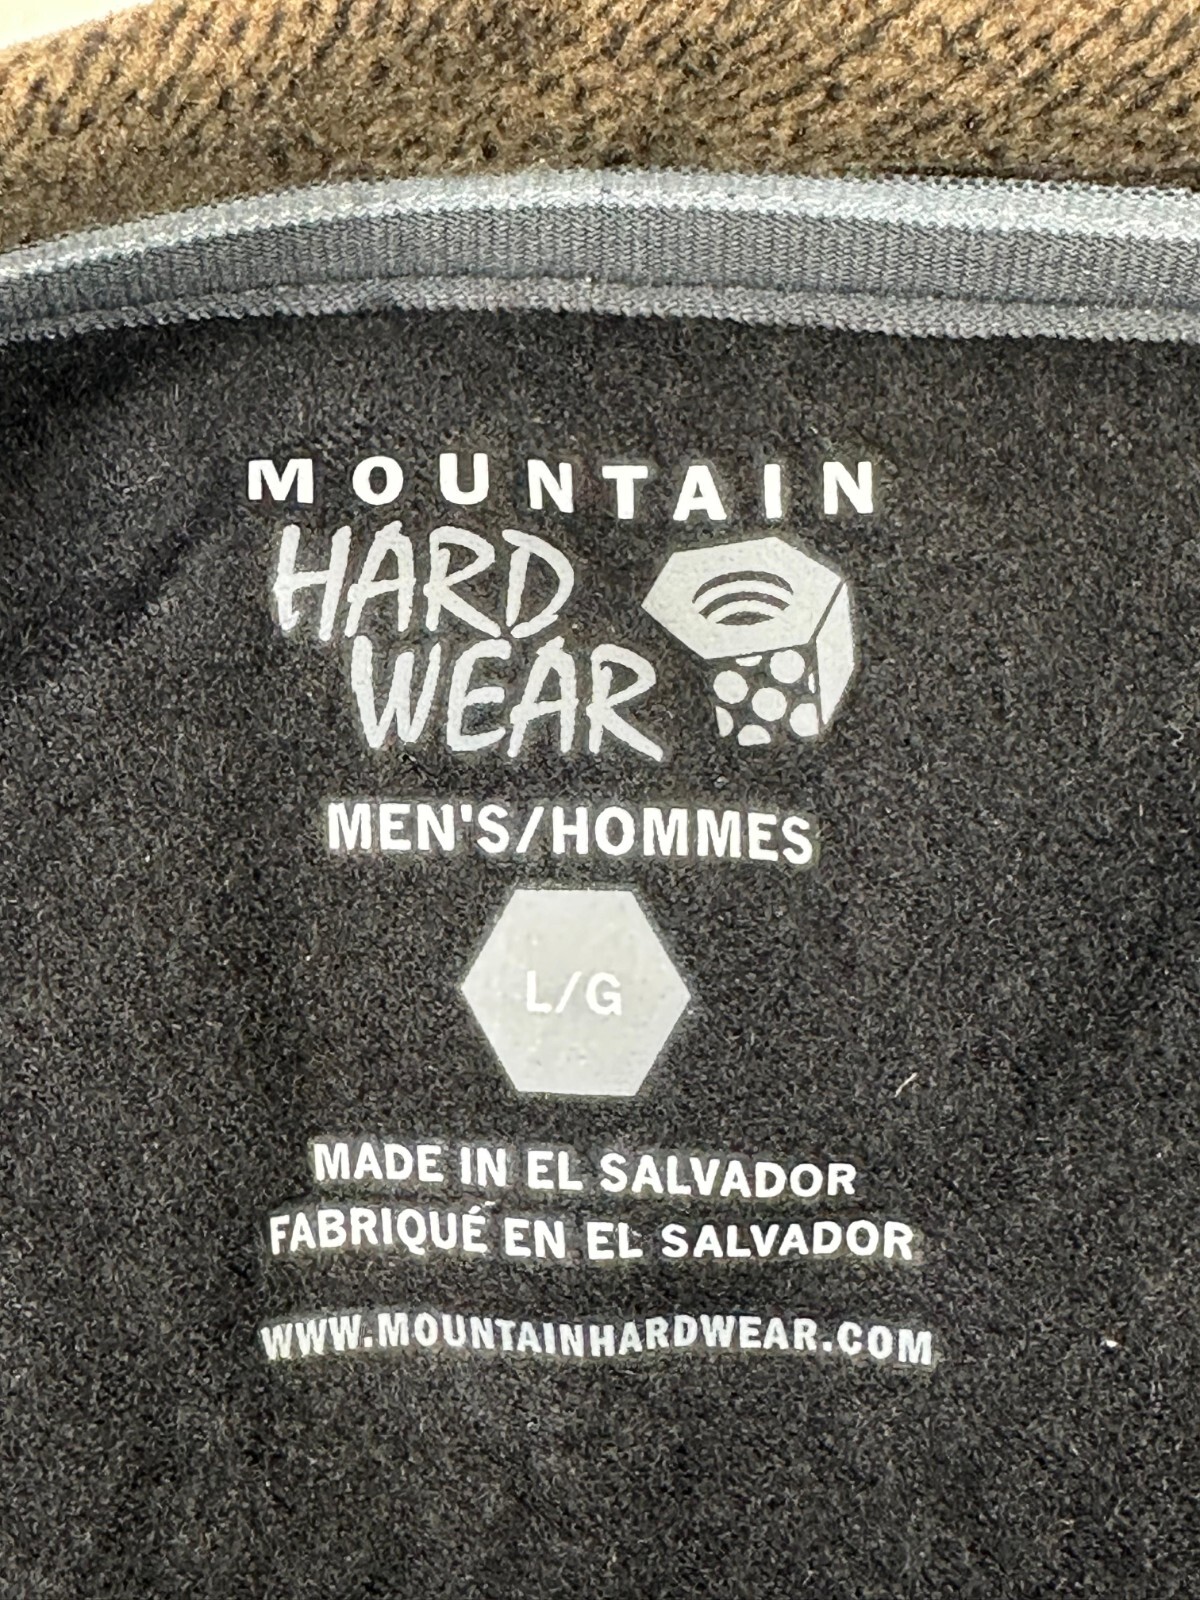 MOUNTAIN
HARD
WEAR
MEN'S/HOMMES
L/G
MADE IN EL SALVADOR
FABRIQUÉ EN EL SALVADOR
WWW.MOUNTAINHARDWEAR.COM